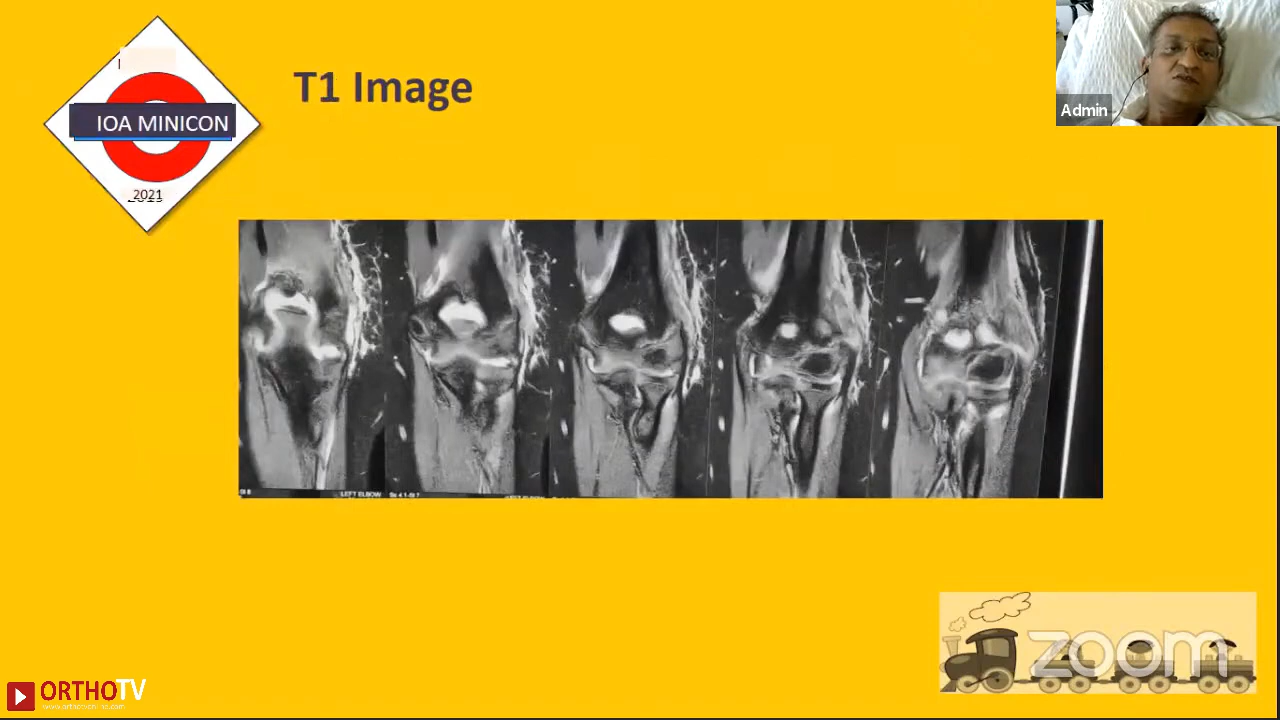 T1 Image
Admin
IOA MINICON
2021
LEFT ELBOW
zoom
ORTHOTV